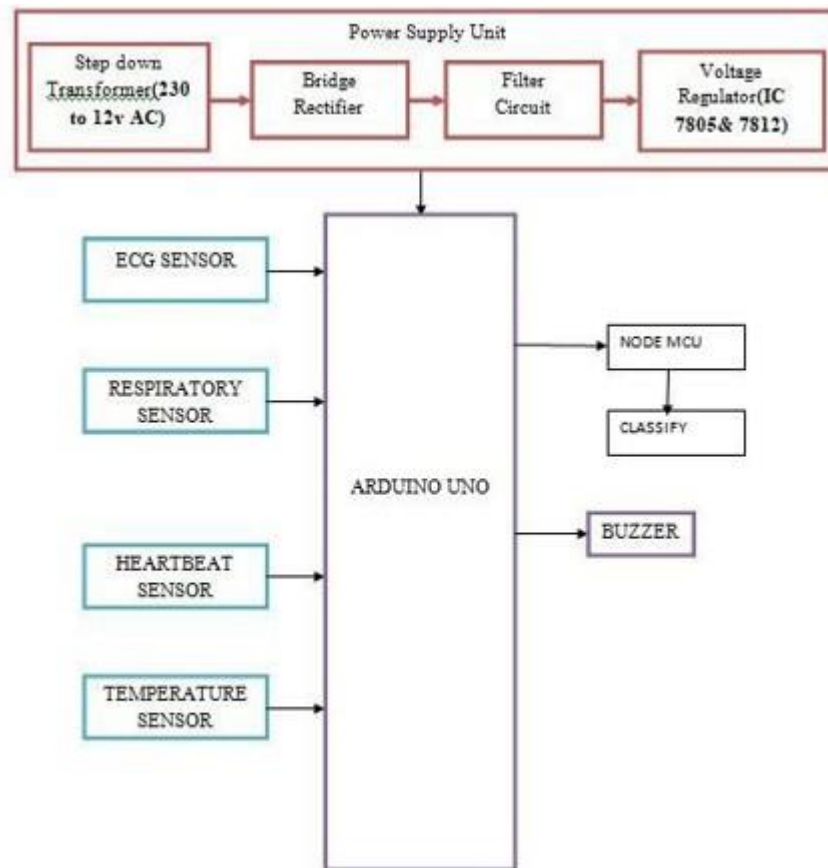 Power Supply Unit
Step down
Transformer(230
to 12v AC)
Bridge
Rectifier
Filter
Circuit
Voltage
Regulator(IC
7805& 7812)
ECG SENSOR
RESPIRATORY
SENSOR
HEARTBEAT
SENSOR
TEMPERATURE
SENSOR
ARDUINO UNO
NODE MCU
CLASSIFY
BUZZER